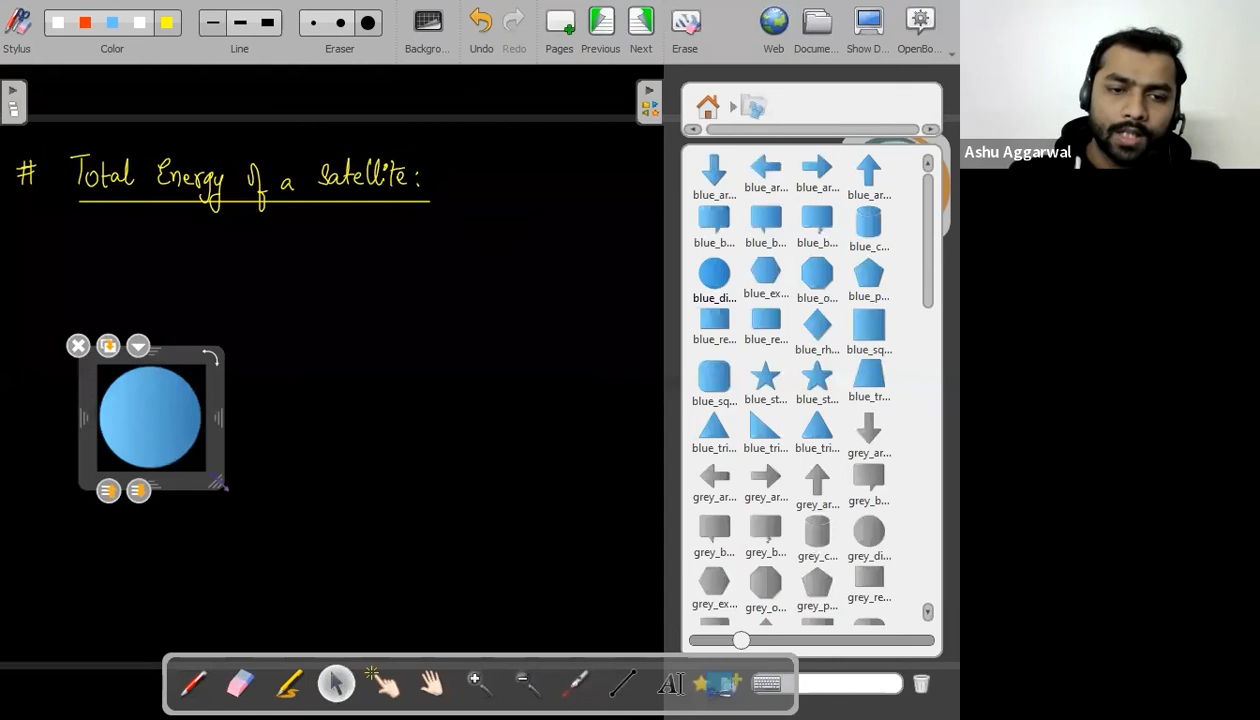 Stylus
Color
Line
Eraser
Backgro...
Undo
Redo
Pages
Previous
Next
Erase
Web
Docume...
Show D...
OpenBo...
Ashu Aggarwal
# Total Energy of a Satellite:
blue_ar...
blue_ar...
blue_ar...
blue_ar...
blue_b...
blue_b...
blue_b...
blue_c...
blue_di...
blue_ex...
blue_o...
blue_p...
blue_re...
blue_re...
blue_rh...
blue_sq...
blue_sq...
blue_st...
blue_st...
blue_tr...
blue_tri...
blue_tri...
blue_tri...
grey_ar...
grey_ar...
grey_ar...
grey_ar...
grey_b...
grey_b...
grey_b...
grey_c...
grey_di...
grey_ex...
grey_o...
grey_p...
grey_re...
AI